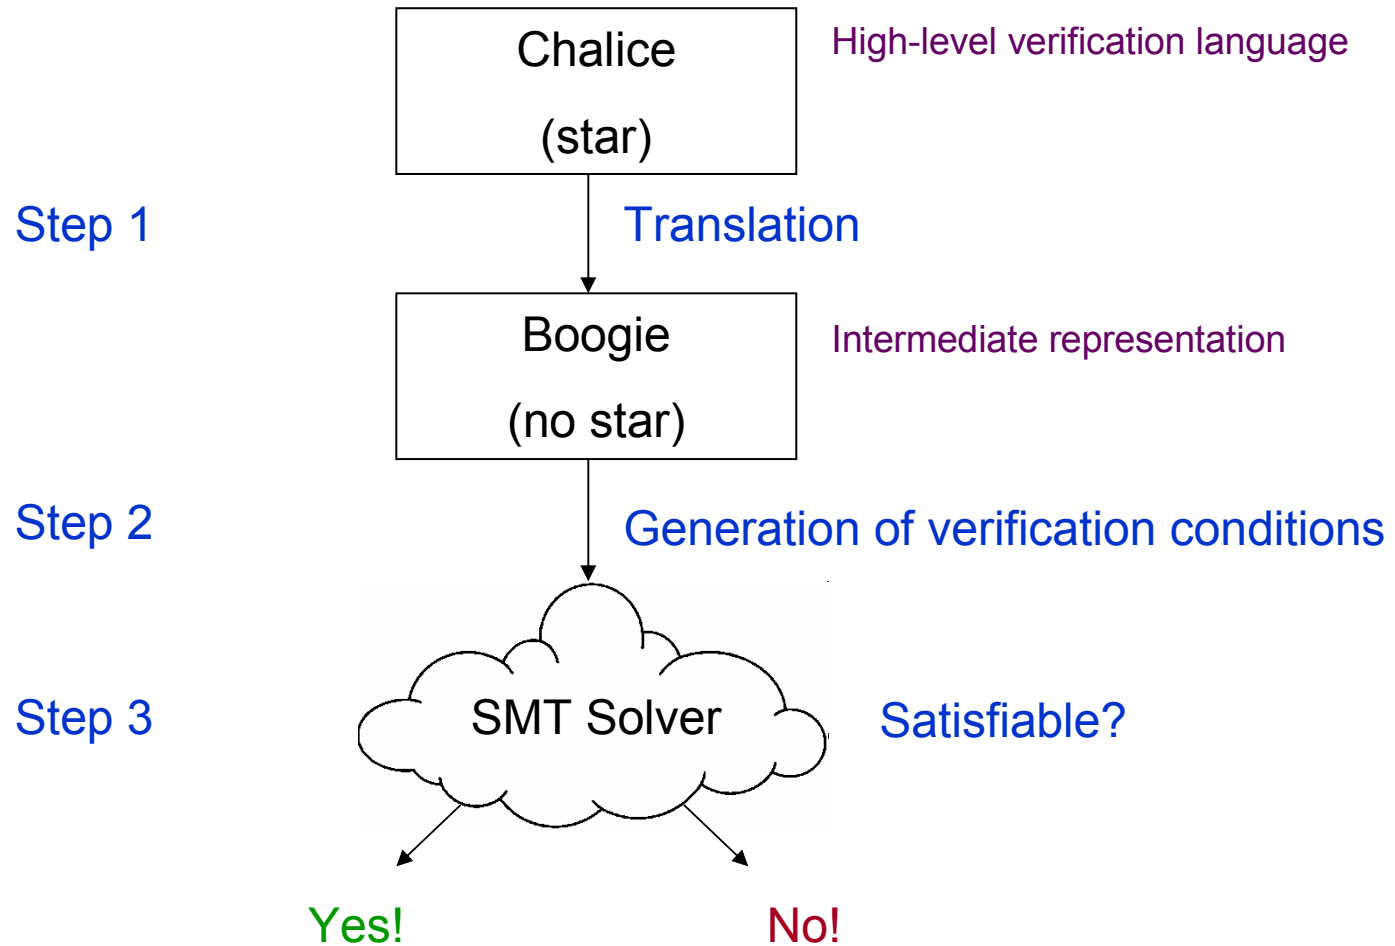 Chalice
High-level verification language
(star)
Step 1
Translation
Boogie
Intermediate representation
(no star)
Step 2
Generation of verification conditions
Step 3
SMT Solver
Satisfiable?
Yes!
No!